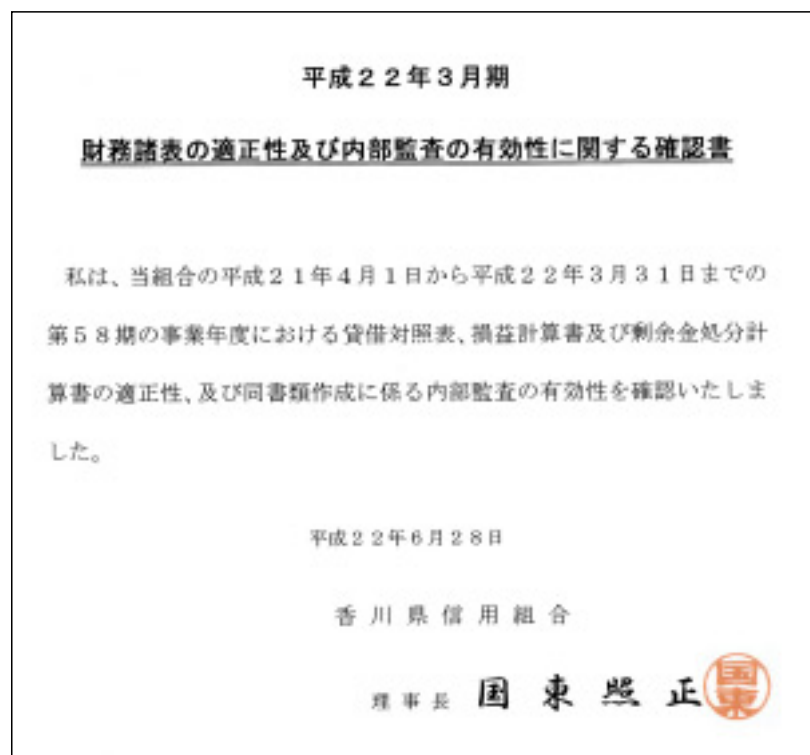 平成22年3月期
財務諸表の適正性及び内部監査の有効性に関する確認書
私は、当組合の平成21年4月1日から平成22年3月31日までの
第58期の事業年度における貸借対照表、損益計算書及び剰余金処分計
算書の適正性、及び同書類作成に係る内部監査の有効性を確認いたしま
した。
平成22年6月28日
香川県信用組合
理事長 国東照正
国東